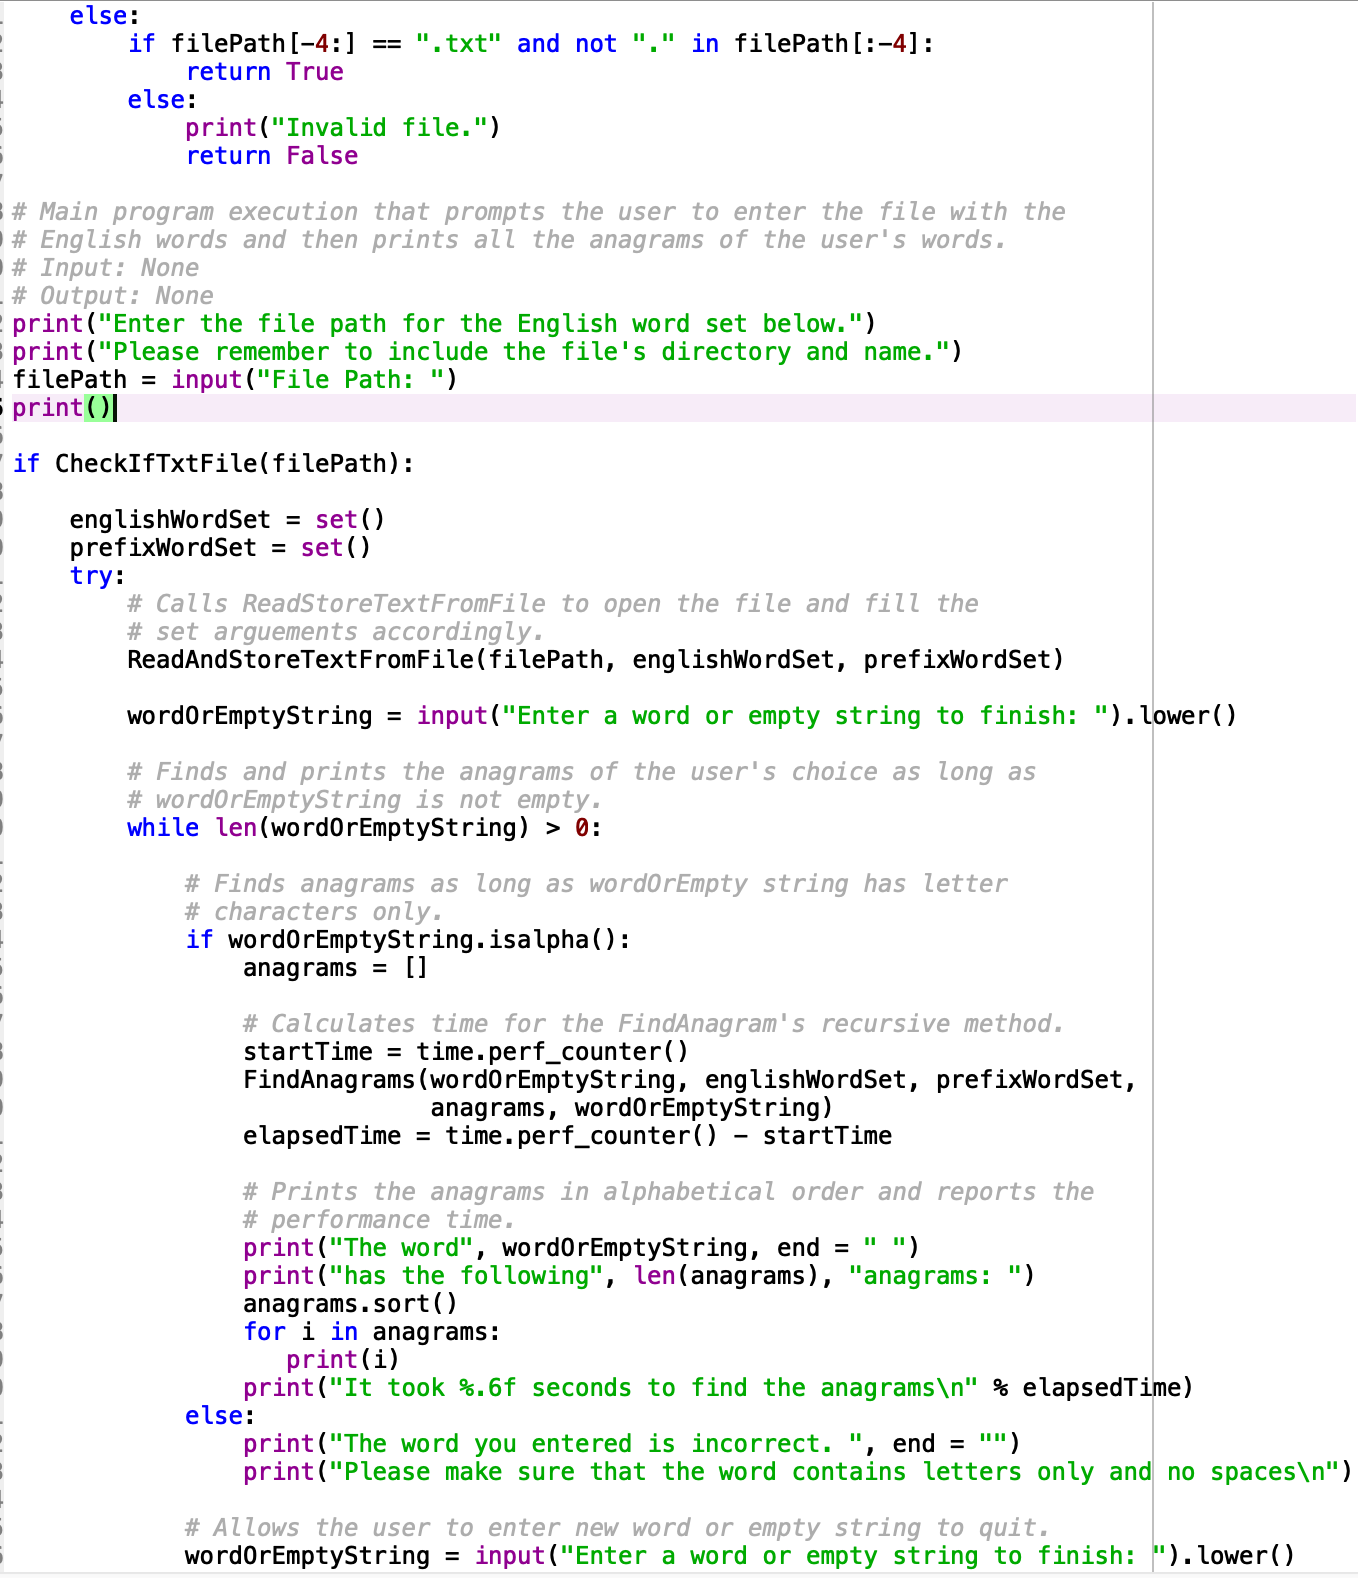 else:
if filePath[-4:] == ".txt" and not "." in filePath[:-4]:
return True
else:
print("Invalid file.")
return False
# Main program execution that prompts the user to enter the file with the
# English words and then prints all the anagrams of the user's words.
# Input: None
# Output: None
print("Enter the file path for the English word set below.")
print("Please remember to include the file's directory and name.")
filePath = input("File Path: ")
print()
if CheckIfTxtFile(filePath):
englishWordSet = set()
prefixWordSet = set()
try:
# Calls ReadStoreTextFromFile to open the file and fill the
# set arguements accordingly.
ReadAndStoreTextFromFile(filePath, englishWordSet, prefixWordSet)
wordOrEmptyString = input("Enter a word or empty string to finish: ").lower()
# Finds and prints the anagrams of the user's choice as long as
# wordOrEmptyString is not empty.
while len(wordOrEmptyString) > 0:
# Finds anagrams as long as wordOrEmpty string has letter
# characters only.
if wordOrEmptyString.isalpha():
anagrams = []
# Calculates time for the FindAnagram's recursive method.
startTime = time.perf_counter()
FindAnagrams(wordOrEmptyString, englishWordSet, prefixWordSet,
anagrams, wordOrEmptyString)
elapsedTime = time.perf_counter() - startTime
# Prints the anagrams in alphabetical order and reports the
# performance time.
print("The word", wordOrEmptyString, end = " ")
print("has the following", len(anagrams), "anagrams: ")
anagrams.sort()
for i in anagrams:
print(i)
print("It took %.6f seconds to find the anagrams\n" % elapsedTime)
else:
print("The word you entered is incorrect. ", end = "")
print("Please make sure that the word contains letters only and no spaces\n")
# Allows the user to enter new word or empty string to quit.
wordOrEmptyString = input("Enter a word or empty string to finish: ").lower()